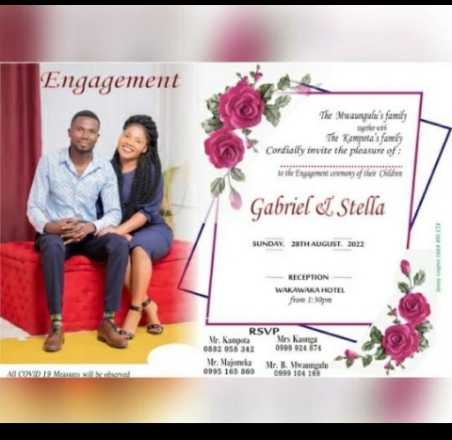 Engagement
The Mwaungulu's family
together with
The Kampota's family
Cordially invite the pleasure of :
to the Engagement ceremony of their Children
Gabriel & Stella
SUNDAY, 28TH AUGUST, 2022
RECEPTION
WAKAWAKA HOTEL
from 1:30pm
RSVP
Mr. Kampota
0882 958 342
Mrs Kaonga
0999 924 574
Mr. Majoneka
0995 165 860
Mr. B. Mwaungulu
0999 104 169
All COVID 19 Measures will be observed